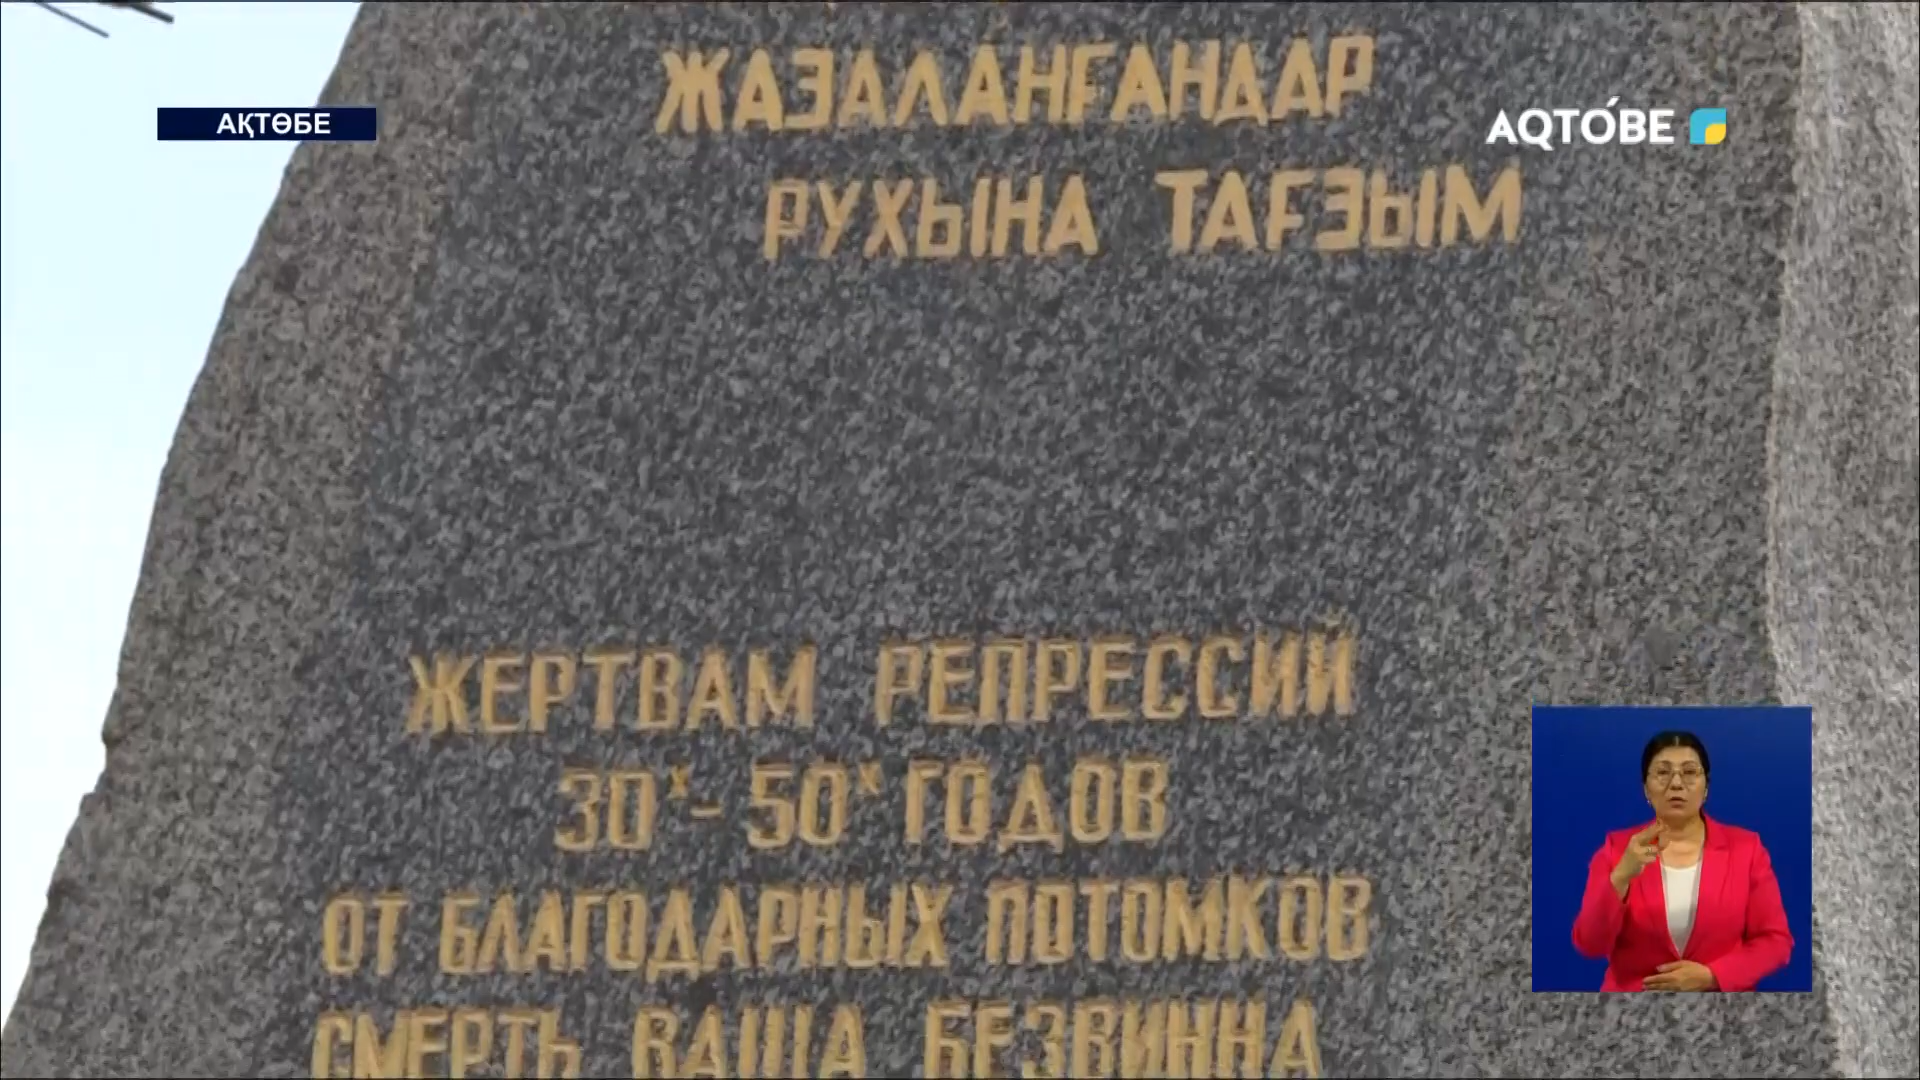 ЖАЗАЛАНҒАНДАР
РУХЫНА ТАҒЗЫМ
АҚТӨБЕ
AQTÓBE
ЖЕРТВАМ РЕПРЕССИЙ
30х - 50х ГОДОВ
ОТ БЛАГОДАРНЫХ ПОТОМКОВ
СМЕРТЬ ВАША БЕЗВИННА